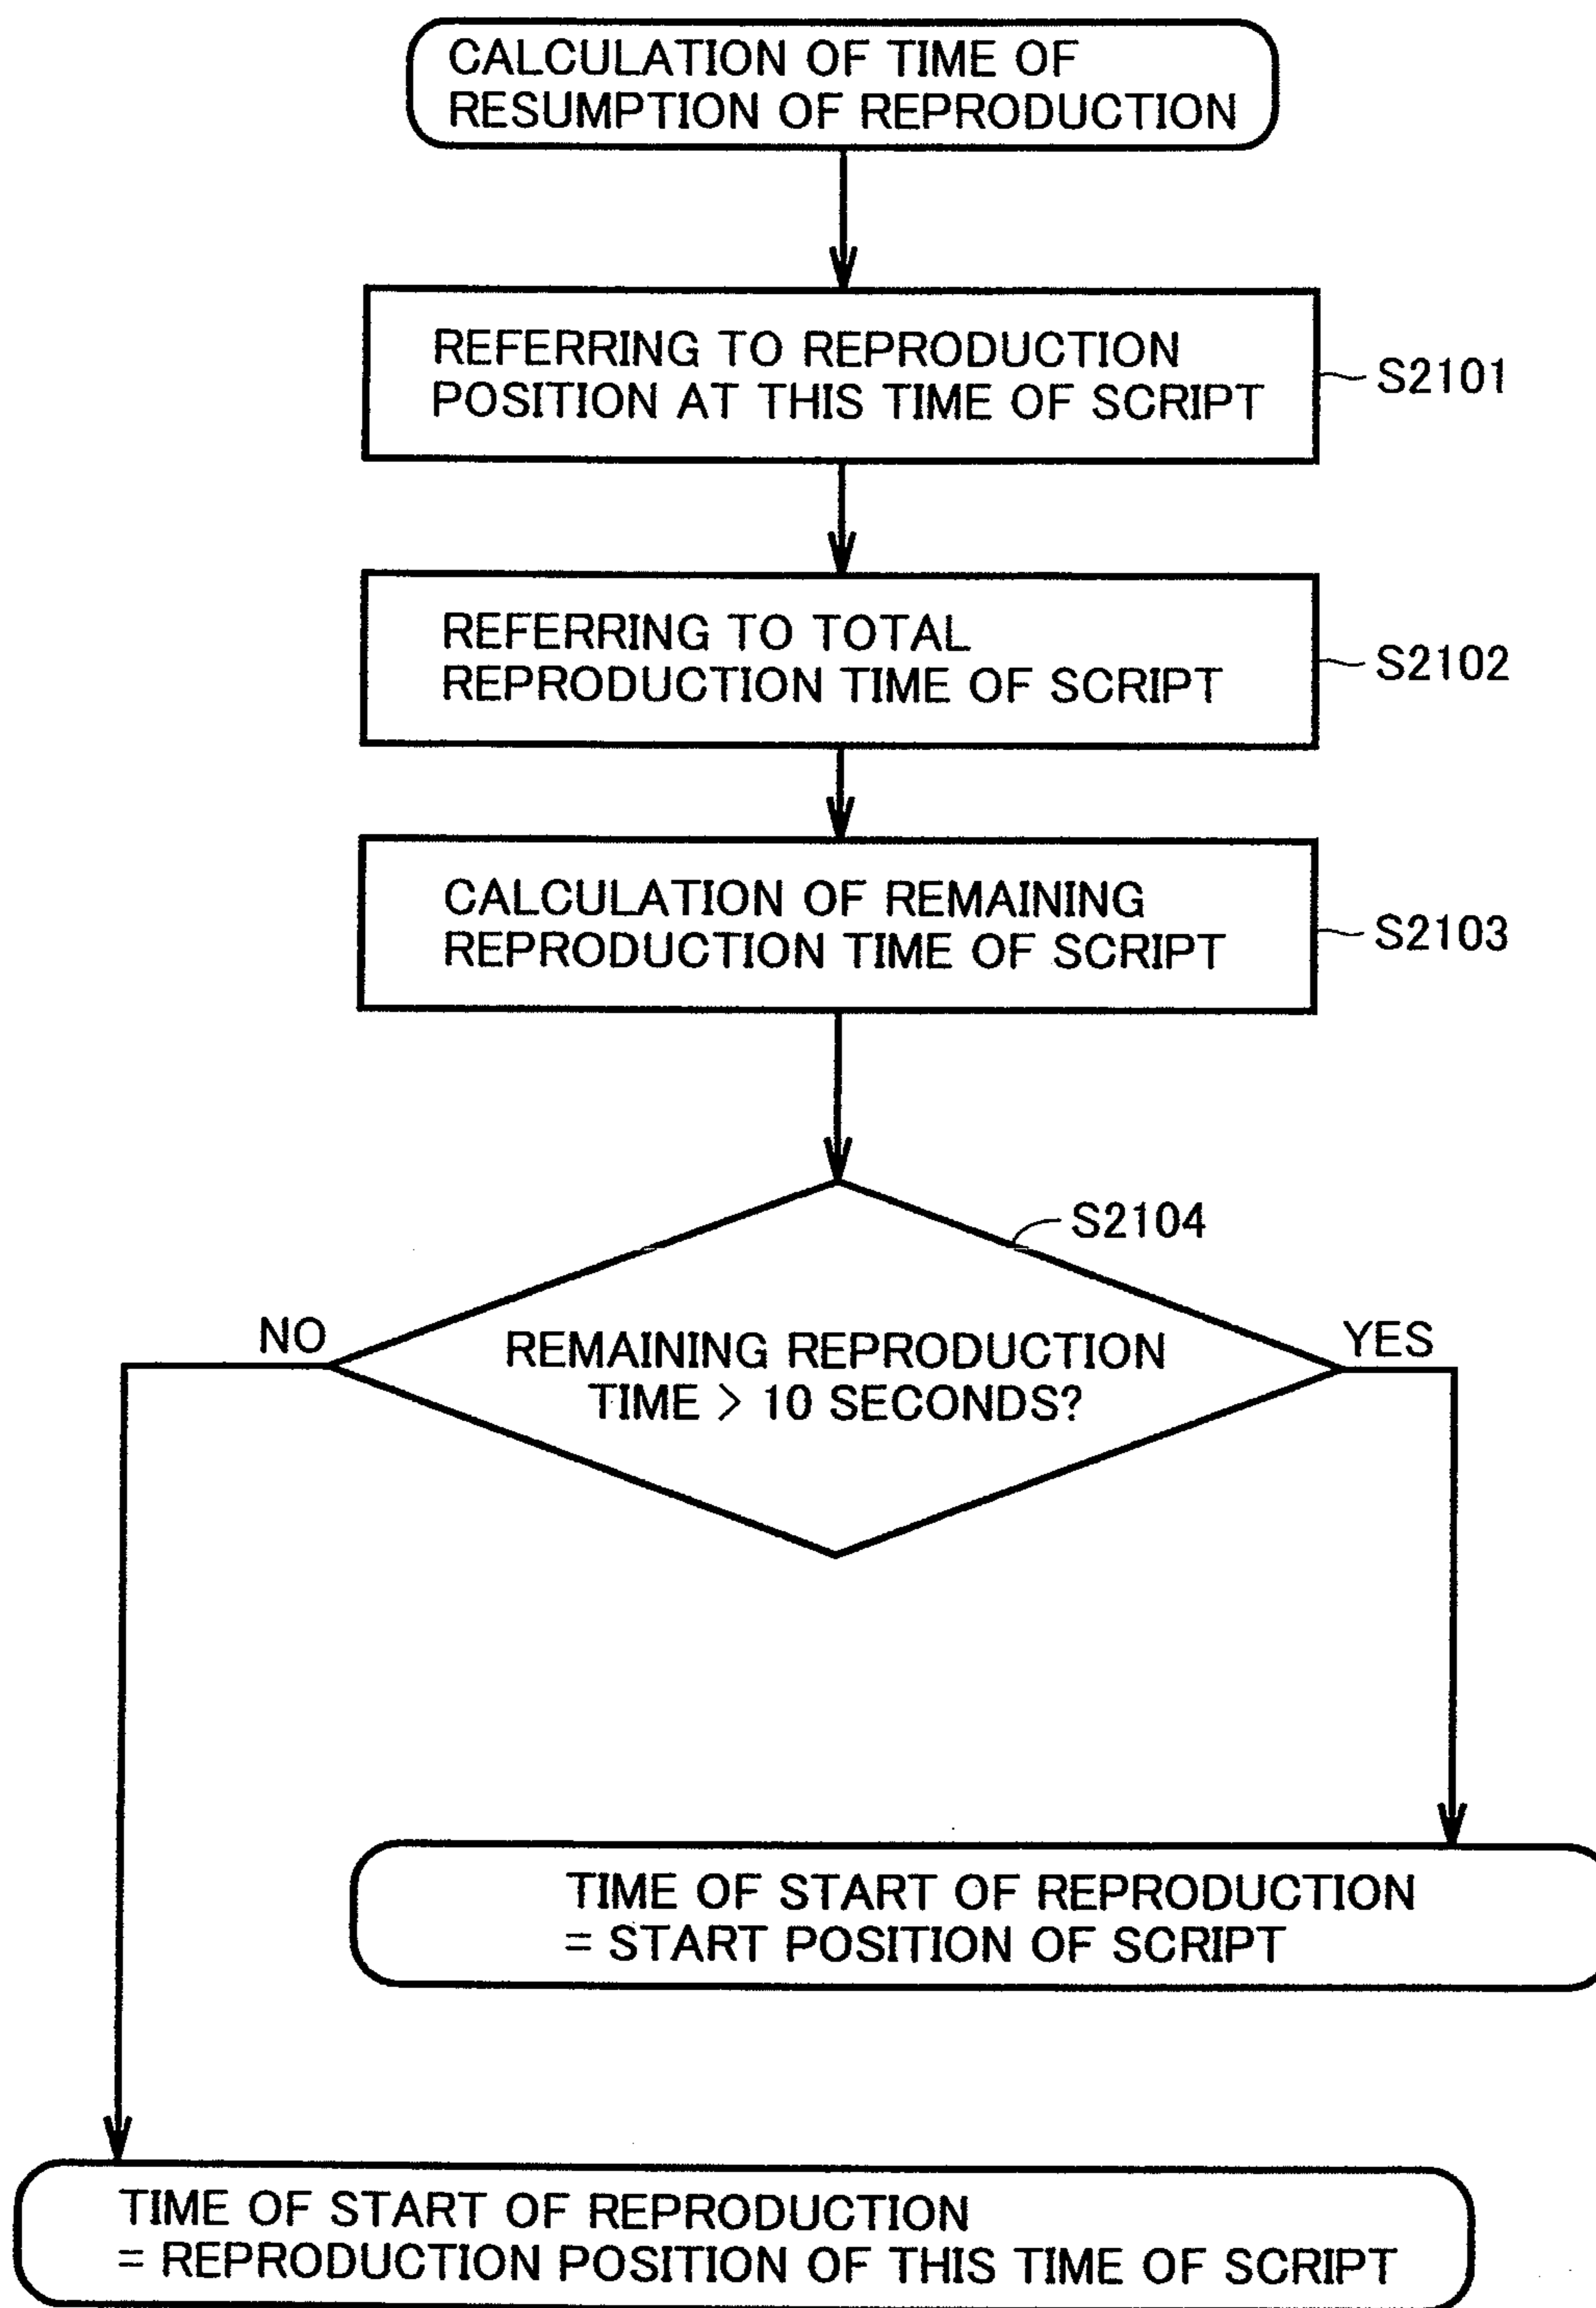 CALCULATION OF TIME OF
RESUMPTION OF REPRODUCTION
REFERRING TO REPRODUCTION
POSITION AT THIS TIME OF SCRIPT
S2101
REFERRING TO TOTAL
REPRODUCTION TIME OF SCRIPT
S2102
CALCULATION OF REMAINING
REPRODUCTION TIME OF SCRIPT
S2103
S2104
NO
REMAINING REPRODUCTION
TIME > 10 SECONDS?
YES
TIME OF START OF REPRODUCTION
= START POSITION OF SCRIPT
TIME OF START OF REPRODUCTION
= REPRODUCTION POSITION OF THIS TIME OF SCRIPT